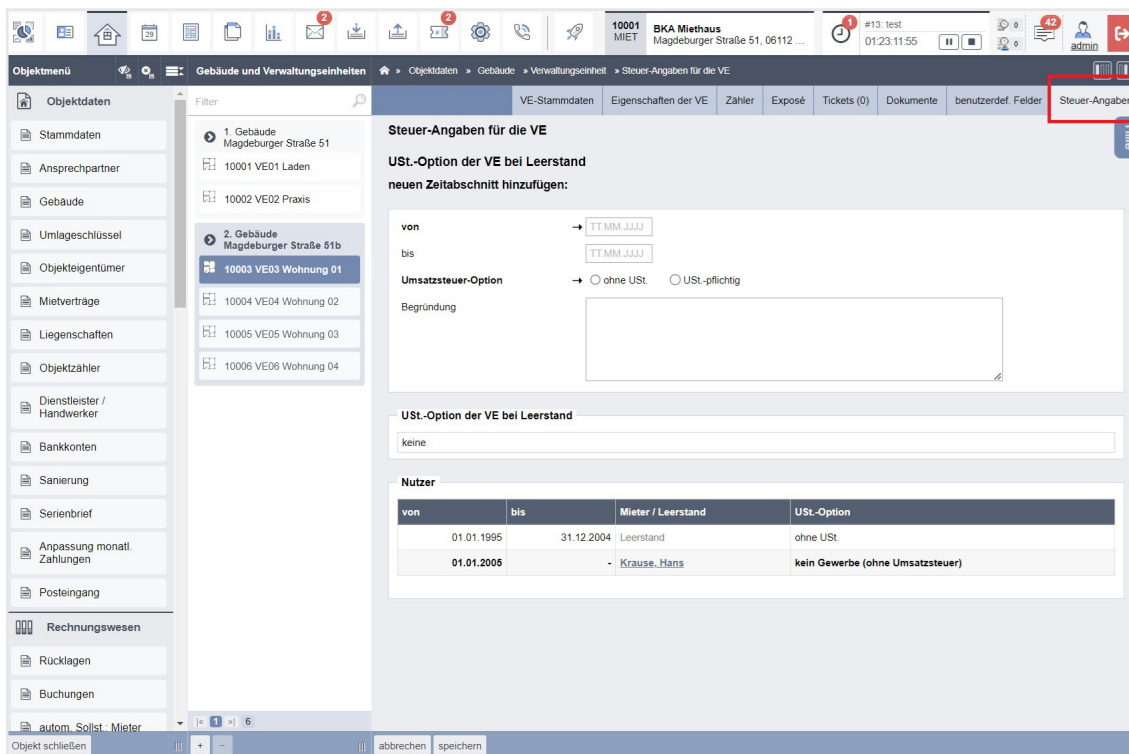 29
2
2
10001
MIET
BKA Miethaus
Magdeburger Straße 51, 06112 ...
1
#13: test
01:23:11:55
0
0
42
admin
Objektmenü
Gebäude und Verwaltungseinheiten
» Objektdaten » Gebäude » Verwaltungseinheit » Steuer-Angaben für die VE
Objektdaten
Stammdaten
Ansprechpartner
Gebäude
Umlageschlüssel
Objekteigentümer
Mietverträge
Liegenschaften
Objektzähler
Dienstleister /
Handwerker
Bankkonten
Sanierung
Serienbrief
Anpassung monatl.
Zahlungen
Posteingang
Rechnungswesen
Rücklagen
Buchungen
autom. Sollst.: Mieter
Objekt schließen
Filter
1. Gebäude
Magdeburger Straße 51
10001 VE01 Laden
10002 VE02 Praxis
2. Gebäude
Magdeburger Straße 51b
10003 VE03 Wohnung 01
10004 VE04 Wohnung 02
10005 VE05 Wohnung 03
10006 VE06 Wohnung 04
|« 1 »| 6
+ −
VE-Stammdaten Eigenschaften der VE Zähler Exposé Tickets (0) Dokumente benutzerdef. Felder Steuer-Angaben
Steuer-Angaben für die VE
USt.-Option der VE bei Leerstand
neuen Zeitabschnitt hinzufügen:
von TT.MM.JJJJ
bis TT.MM.JJJJ
Umsatzsteuer-Option ohne USt. USt.-pflichtig
Begründung
USt.-Option der VE bei Leerstand
keine
Nutzer
von bis Mieter / Leerstand USt.-Option
01.01.1995 31.12.2004 Leerstand ohne USt.
01.01.2005 - Krause, Hans kein Gewerbe (ohne Umsatzsteuer)
abbrechen speichern